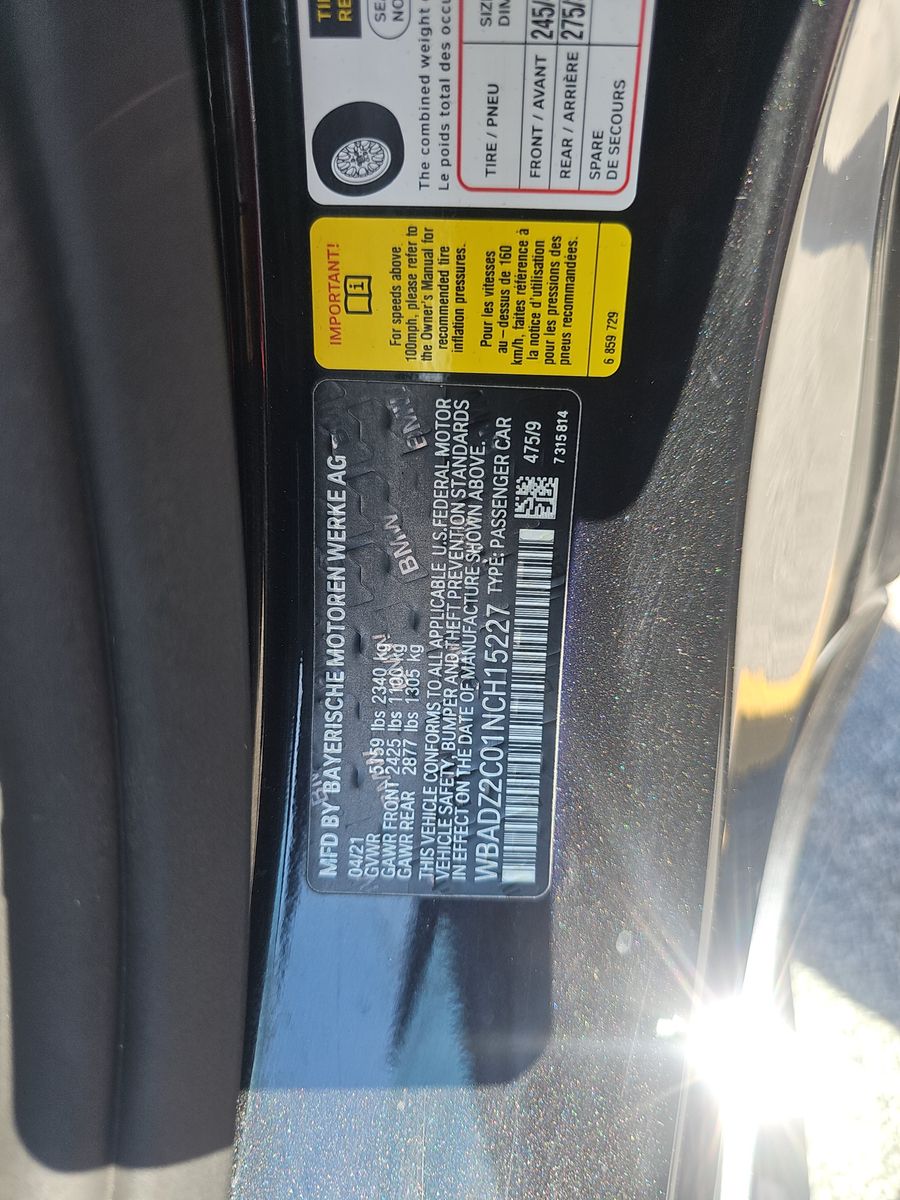 The combined weight
Le poids total des occu
TIRE / PNEU
FRONT / AVANT 245/
REAR / ARRIÈRE 275/
SPARE
DE SECOURS
IMPORTANT!
For speeds above
100mph, please refer to
the Owner's Manual for
recommended tire
inflation pressures.
Pour les vitesses
au-dessus de 160
km/h, faites référence à
la notice d'utilisation
pour les pressions des
pneus recommandées.
6 859 729
MFD BY BAYERISCHE MOTOREN WERKE AG
04/21
GVWR 5159 lbs 2340 kg
GAWR FRONT 2425 lbs 1100 kg
GAWR REAR 2877 lbs 1305 kg
THIS VEHICLE CONFORMS TO ALL APPLICABLE U.S.FEDERAL MOTOR
VEHICLE SAFETY, BUMPER AND THEFT PREVENTION STANDARDS
IN EFFECT ON THE DATE OF MANUFACTURE SHOWN ABOVE.
WBADZ2C01NCH15227 TYPE: PASSENGER CAR
475/9
7 315 814
BMW
BMW